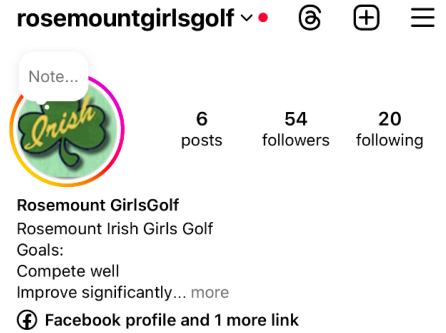 rosemountgirlsgolf
Note...
Irish
6 54 20
posts followers following
Rosemount GirlsGolf
Rosemount Irish Girls Golf
Goals:
Compete well
Improve significantly... more
Facebook profile and 1 more link